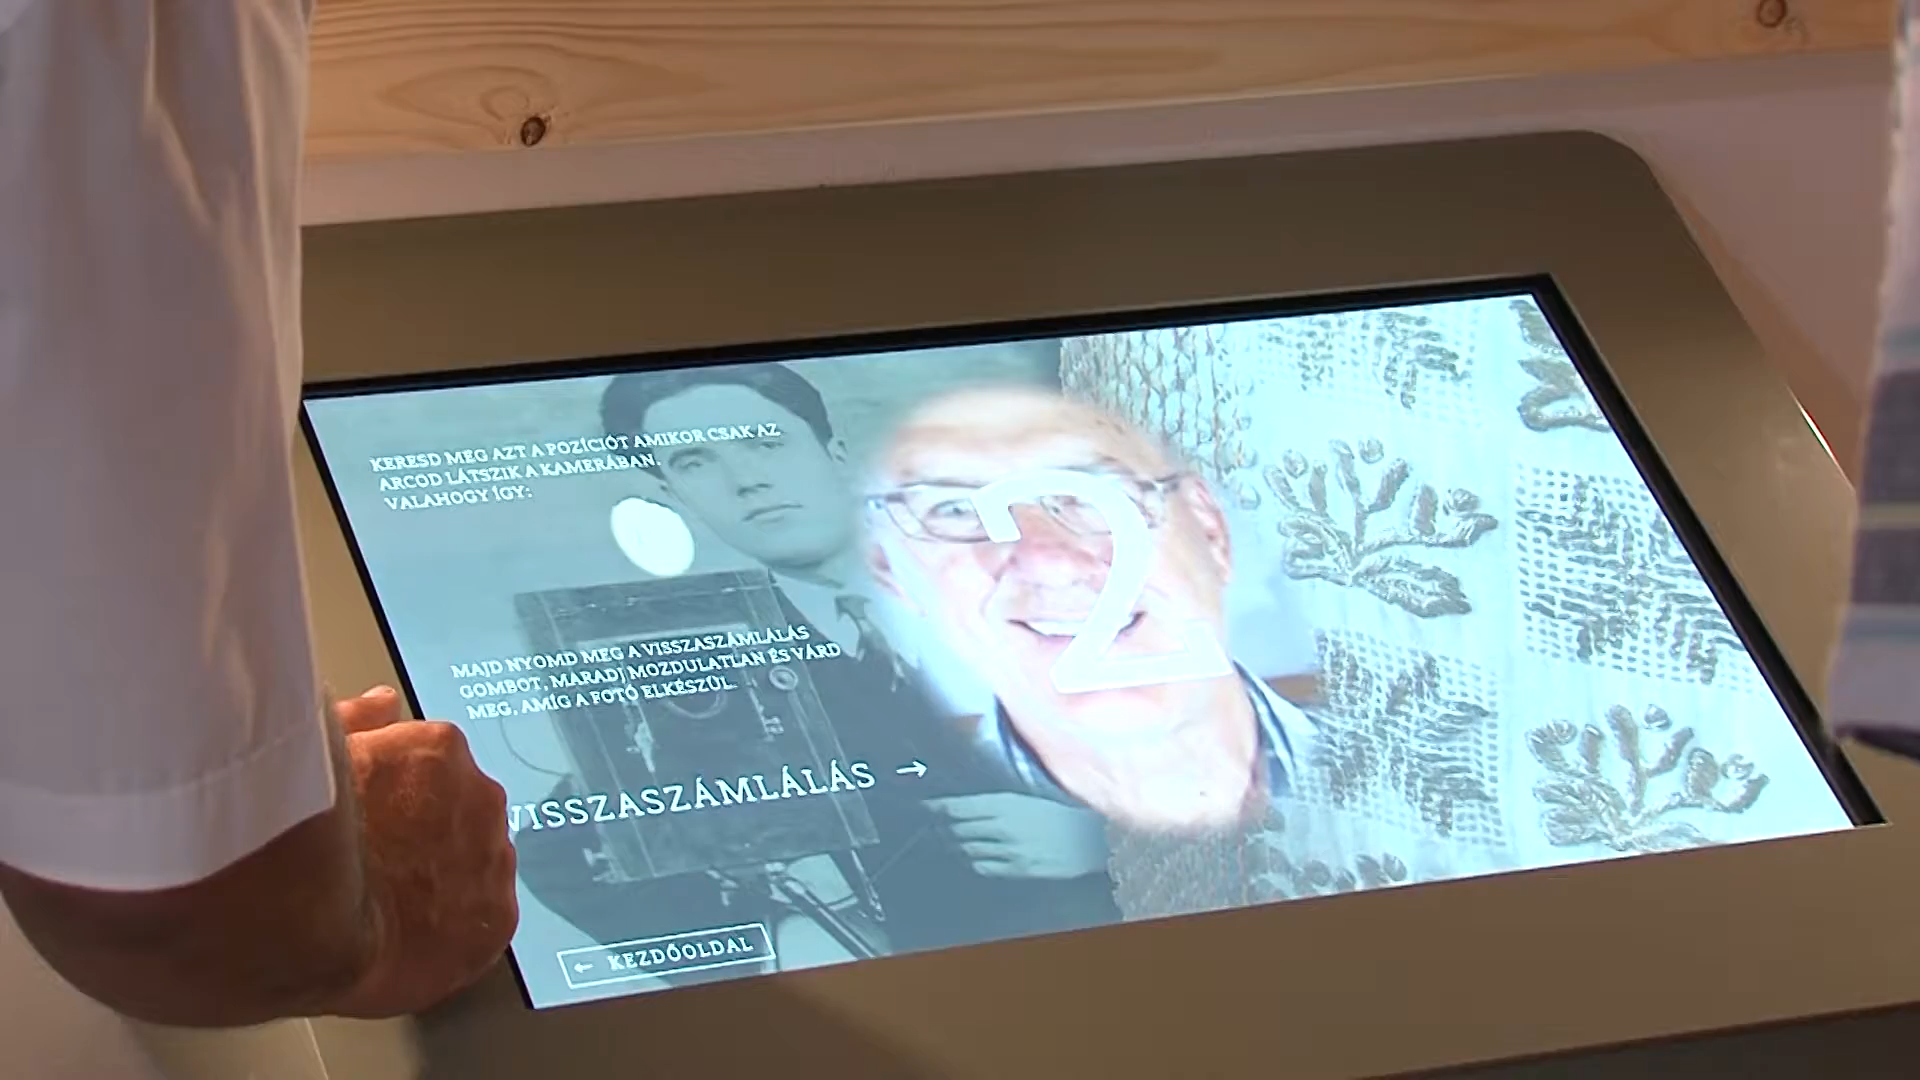 KERESD MEG AZT A POZÍCIÓT AMIKOR CSAK AZ
ARCOD LÁTSZIK A KAMERÁBAN.
VALAHOGY ÍGY:
2
MAJD NYOMD MEG A VISSZASZÁMLÁLÁS
GOMBOT, MARADJ MOZDULATLAN ÉS VÁRD
MEG, AMÍG A FOTÓ ELKÉSZÜL.
VISSZASZÁMLÁLÁS →
← KEZDŐOLDAL